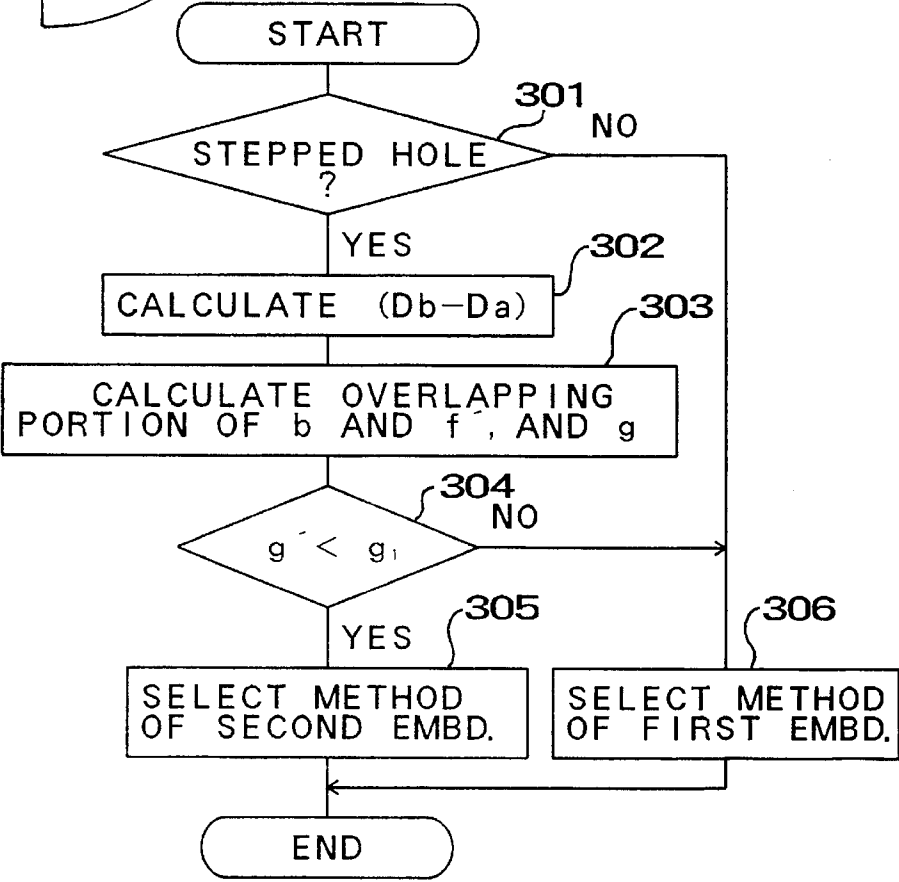 START
301
NO
STEPPED HOLE
?
YES
302
CALCULATE (Db-Da)
303
CALCULATE OVERLAPPING
PORTION OF b AND f´, AND g
304
NO
g´ < g₁
305
306
YES
SELECT METHOD
OF SECOND EMBD.
SELECT METHOD
OF FIRST EMBD.
END